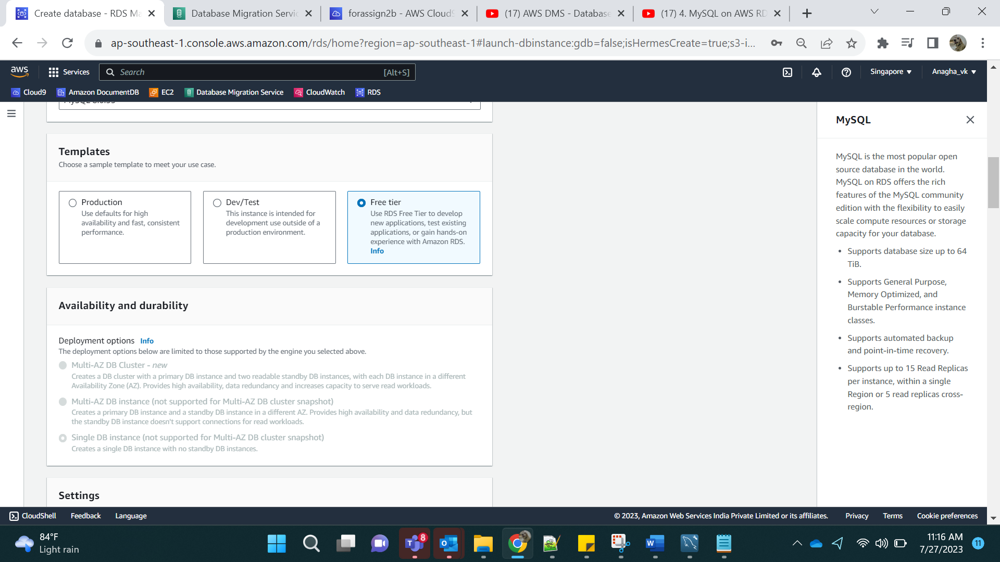 Create database - RDS Ma
Database Migration Servic
forassign2b - AWS Cloud9
(17) AWS DMS - Database
(17) 4. MySQL on AWS RD
ap-southeast-1.console.aws.amazon.com/rds/home?region=ap-southeast-1#launch-dbinstance:gdb=false;isHermesCreate=true;s3-i...
aws
Services
Search
[Alt+S]
Singapore
Anagha_vk
Cloud9
Amazon DocumentDB
EC2
Database Migration Service
CloudWatch
RDS
Templates
Choose a sample template to meet your use case.
Production
Use defaults for high
availability and fast, consistent
performance.
Dev/Test
This instance is intended for
development use outside of a
production environment.
Free tier
Use RDS Free Tier to develop
new applications, test existing
applications, or gain hands-on
experience with Amazon RDS.
Info
Availability and durability
Deployment options Info
The deployment options below are limited to those supported by the engine you selected above.
Multi-AZ DB Cluster - new
Creates a DB cluster with a primary DB instance and two readable standby DB instances, with each DB instance in a different
Availability Zone (AZ). Provides high availability, data redundancy and increases capacity to serve read workloads.
Multi-AZ DB instance (not supported for Multi-AZ DB cluster snapshot)
Creates a primary DB instance and a standby DB instance in a different AZ. Provides high availability and data redundancy, but
the standby DB instance doesn't support connections for read workloads.
Single DB instance (not supported for Multi-AZ DB cluster snapshot)
Creates a single DB instance with no standby DB instances.
Settings
MySQL
MySQL is the most popular open
source database in the world.
MySQL on RDS offers the rich
features of the MySQL community
edition with the flexibility to easily
scale compute resources or storage
capacity for your database.
• Supports database size up to 64
TiB.
• Supports General Purpose,
Memory Optimized, and
Burstable Performance instance
classes.
• Supports automated backup
and point-in-time recovery.
• Supports up to 15 Read Replicas
per instance, within a single
Region or 5 read replicas cross-
region.
CloudShell
Feedback
Language
© 2023, Amazon Web Services India Private Limited or its affiliates.
Privacy
Terms
Cookie preferences
84°F
Light rain
8
11:16 AM
7/27/2023
11